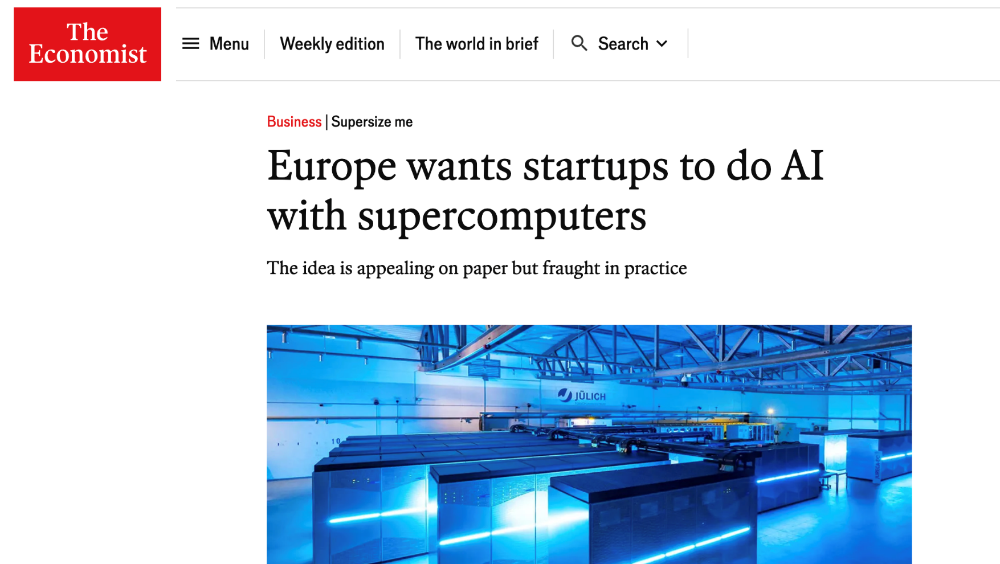 The
Economist
Menu
Weekly edition
The world in brief
Search
Business | Supersize me
Europe wants startups to do AI
with supercomputers
The idea is appealing on paper but fraught in practice
JÜLICH
10